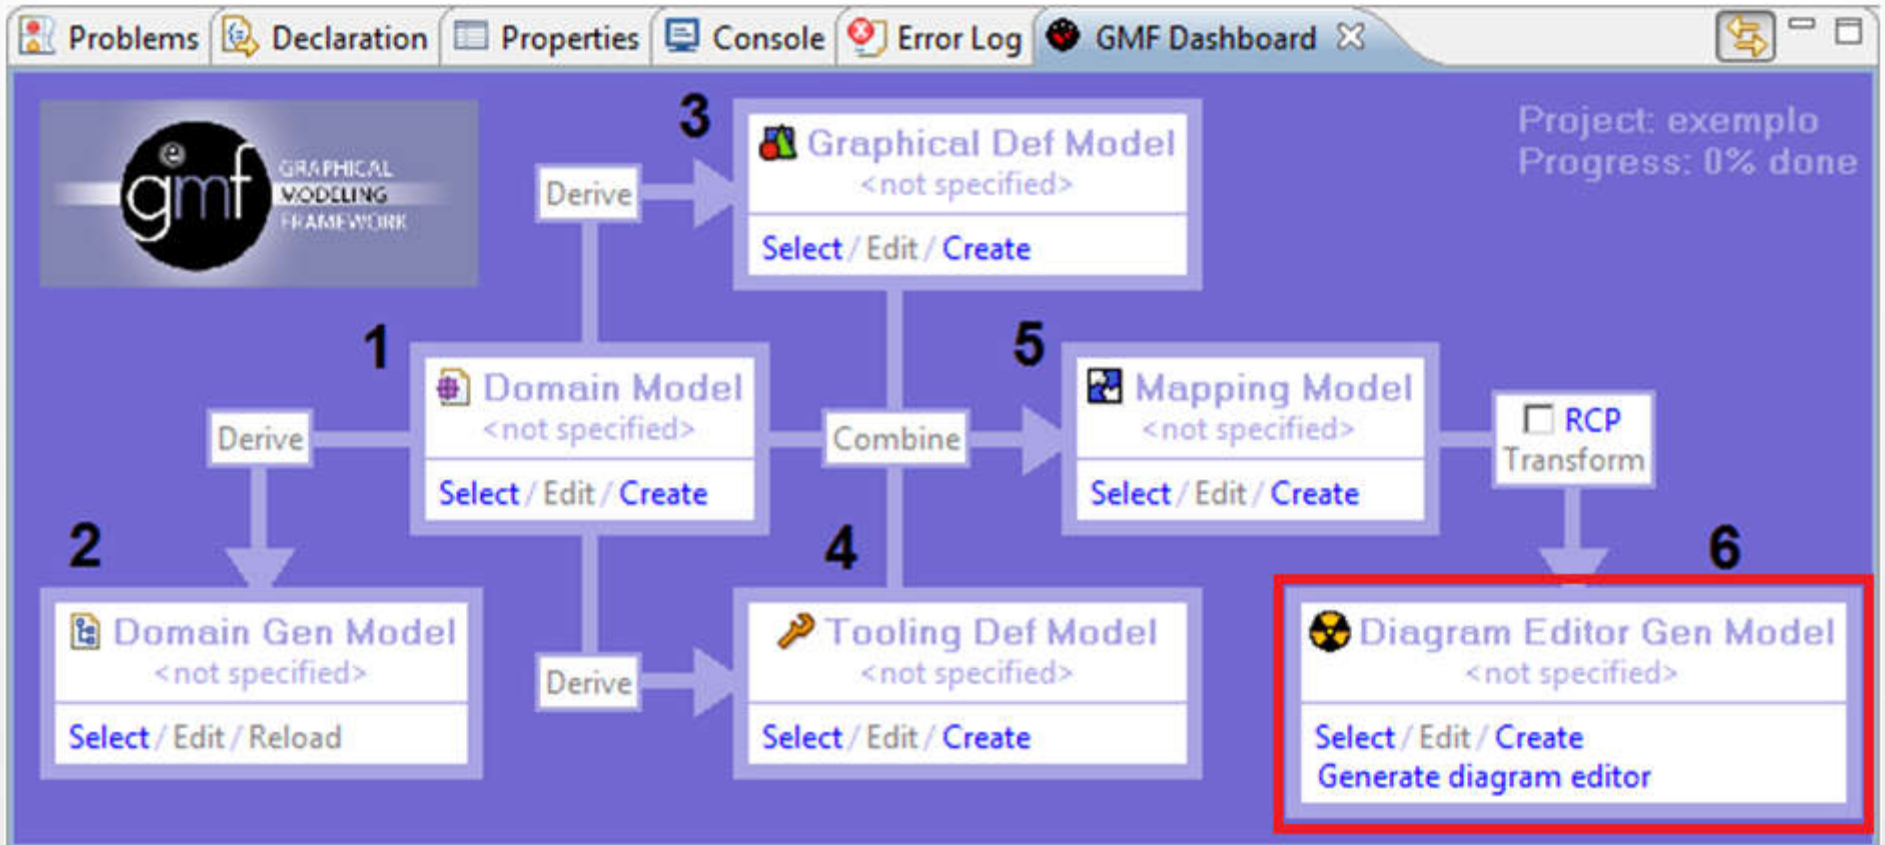 Problems Declaration Properties Console Error Log GMF Dashboard
e
gmf
GRAPHICAL
MODELING
FRAMEWORK
Project: exemplo
Progress: 0% done
3
Graphical Def Model
<not specified>
Select / Edit / Create
Derive
1
Domain Model
<not specified>
Select / Edit / Create
Derive
Combine
5
Mapping Model
<not specified>
Select / Edit / Create
RCP
Transform
2
Domain Gen Model
<not specified>
Select / Edit / Reload
Derive
4
Tooling Def Model
<not specified>
Select / Edit / Create
6
Diagram Editor Gen Model
<not specified>
Select / Edit / Create
Generate diagram editor